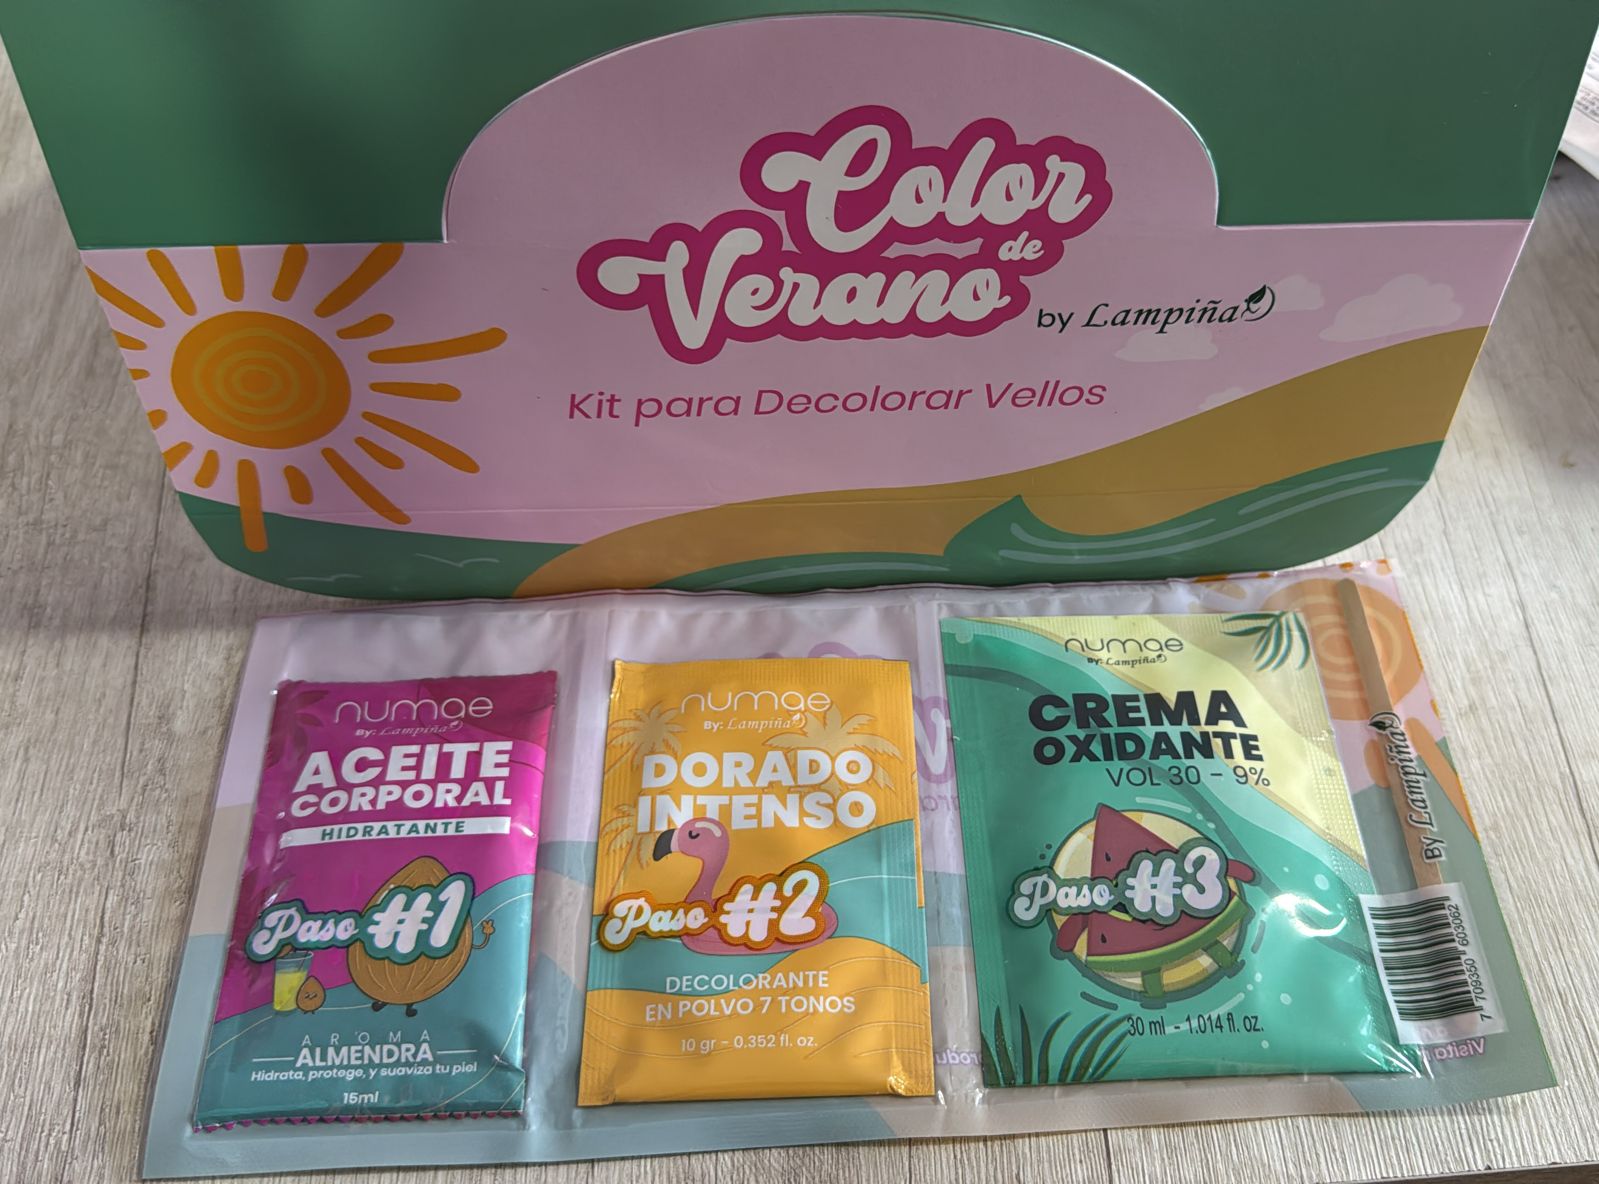 Color
de
Verano
by Lampiña
Kit para Decolorar Vellos
numae
By: Lampiña
ACEITE
CORPORAL
HIDRATANTE
Paso #1
AROMA
ALMENDRA
Hidrata, protege, y suaviza tu piel
15ml
numae
By: Lampiña
DORADO
INTENSO
Paso #2
DECOLORANTE
EN POLVO 7 TONOS
10 gr - 0.352 fl. oz.
numae
By: Lampiña
CREMA
OXIDANTE
VOL 30 - 9%
Paso #3
30 ml - 1.014 fl. oz.
By Lampiña
7 709350 603062
Visita